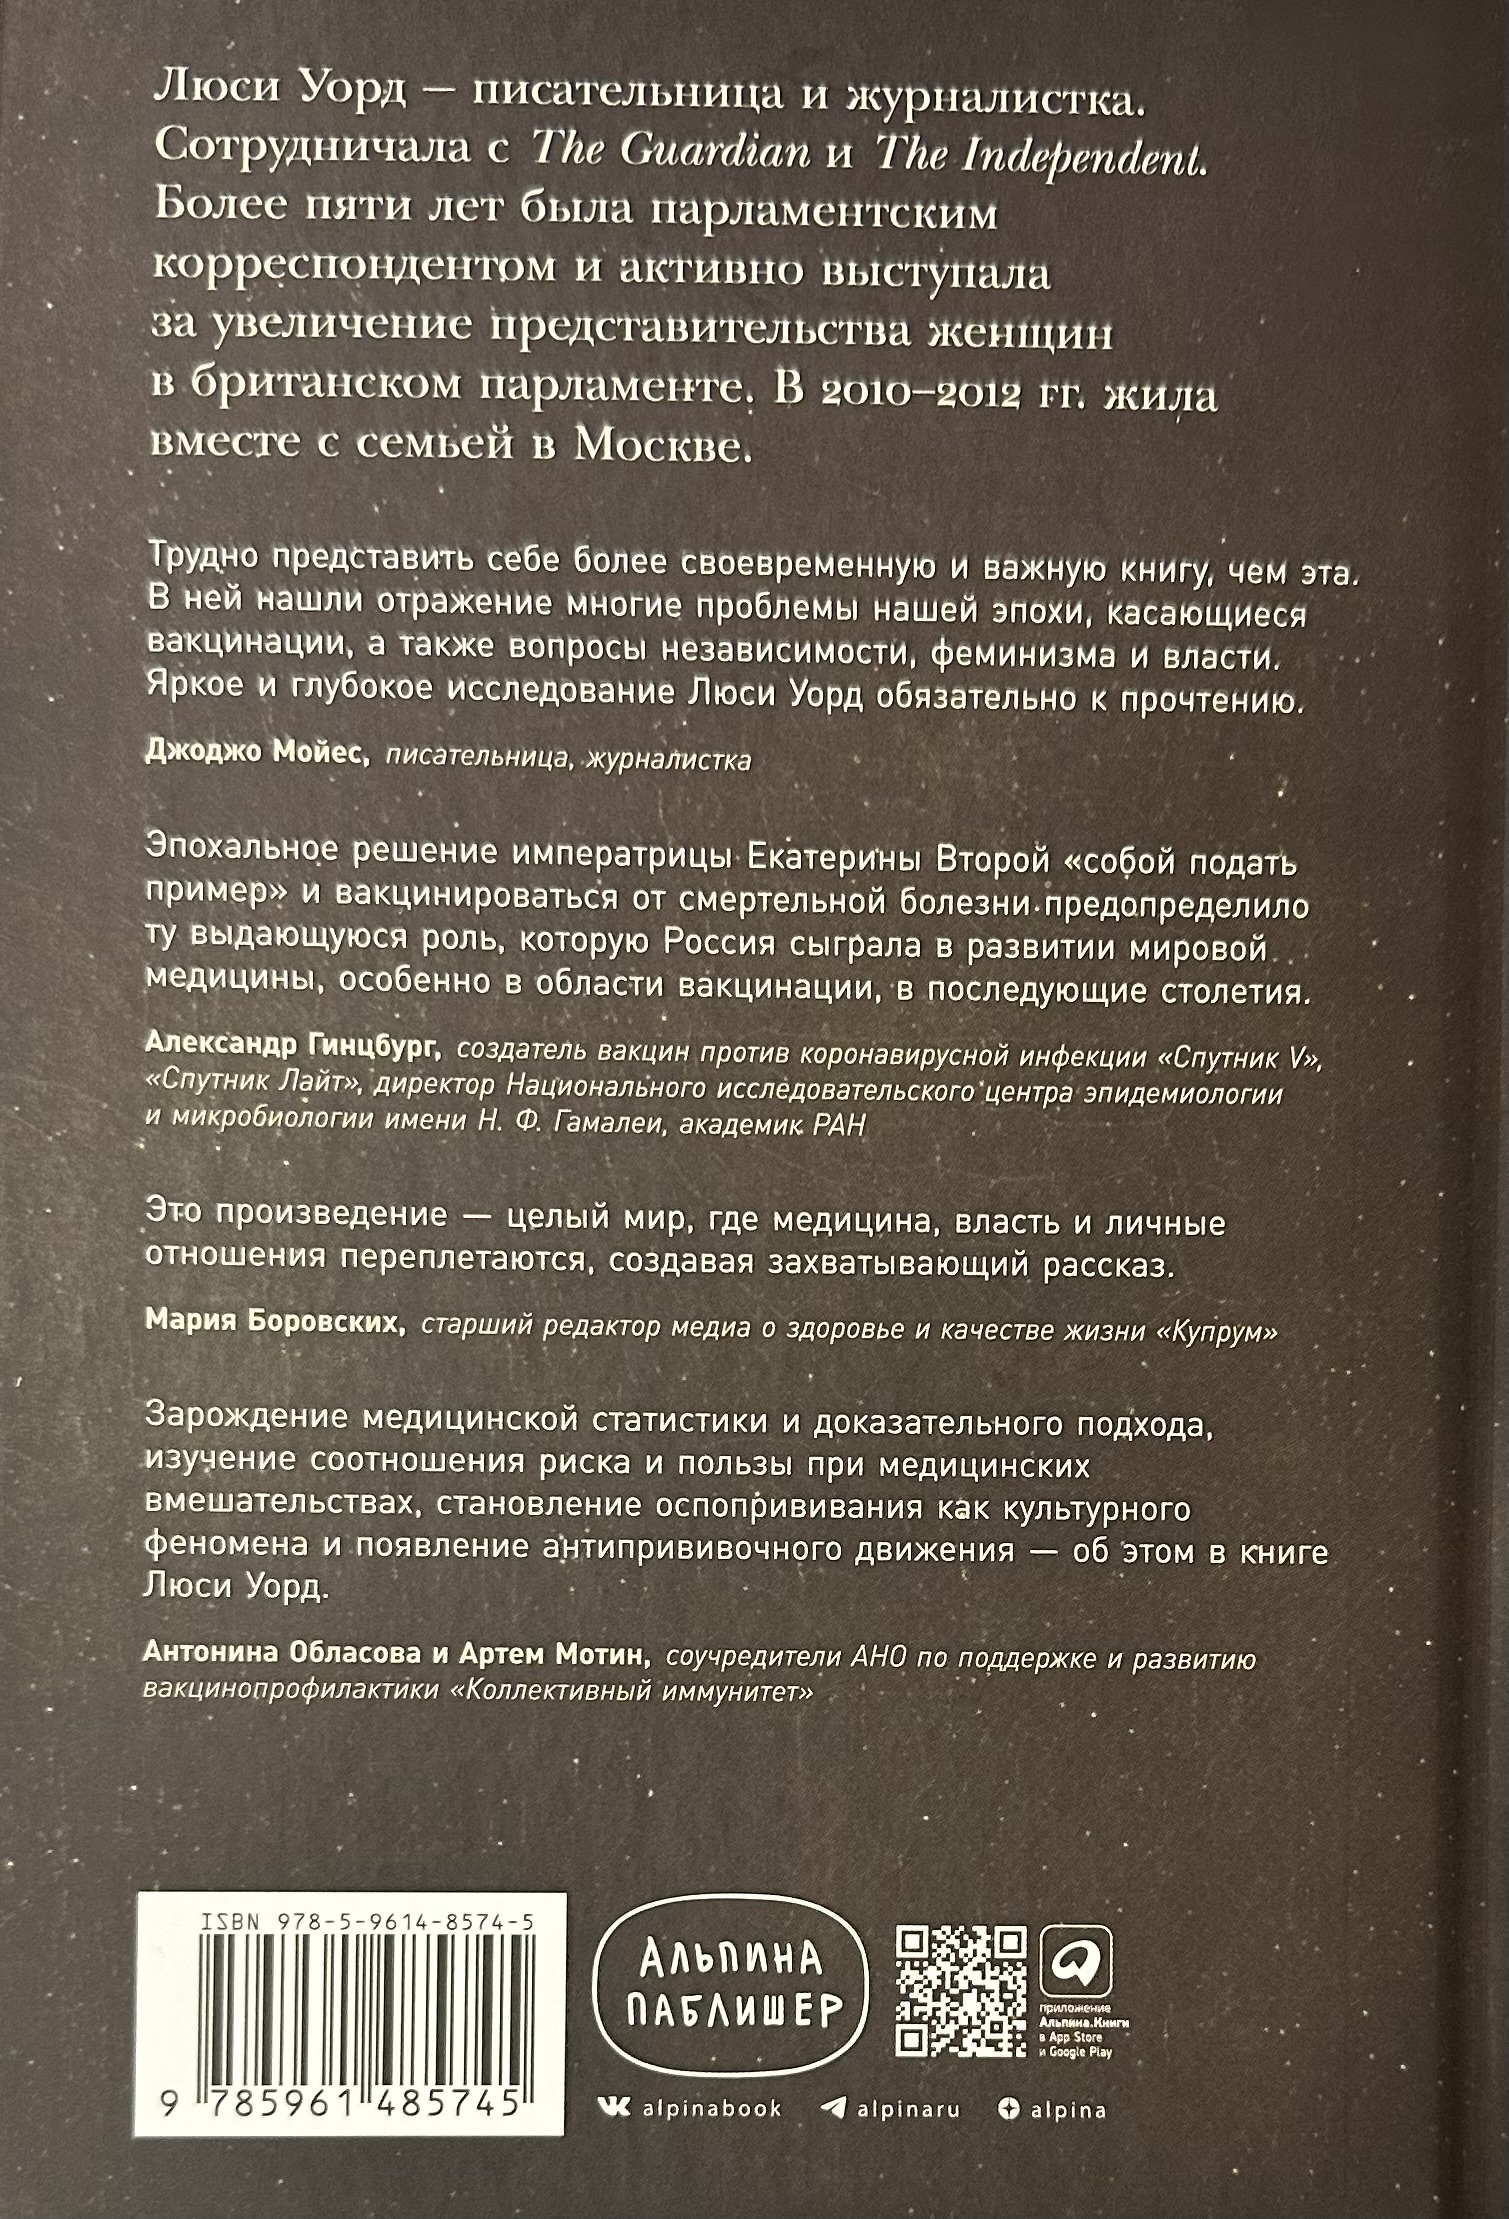 Люси Уорд — писательница и журналистка.
Сотрудничала с The Guardian и The Independent.
Более пяти лет была парламентским
корреспондентом и активно выступала
за увеличение представительства женщин
в британском парламенте. В 2010–2012 гг. жила
вместе с семьей в Москве.
Трудно представить себе более своевременную и важную книгу, чем эта.
В ней нашли отражение многие проблемы нашей эпохи, касающиеся
вакцинации, а также вопросы независимости, феминизма и власти.
Яркое и глубокое исследование Люси Уорд обязательно к прочтению.
Джоджо Мойес, писательница, журналистка
Эпохальное решение императрицы Екатерины Второй «собой подать
пример» и вакцинироваться от смертельной болезни предопределило
ту выдающуюся роль, которую Россия сыграла в развитии мировой
медицины, особенно в области вакцинации, в последующие столетия.
Александр Гинцбург, создатель вакцин против коронавирусной инфекции «Спутник V»,
«Спутник Лайт», директор Национального исследовательского центра эпидемиологии
и микробиологии имени Н. Ф. Гамалеи, академик РАН
Это произведение — целый мир, где медицина, власть и личные
отношения переплетаются, создавая захватывающий рассказ.
Мария Боровских, старший редактор медиа о здоровье и качестве жизни «Купрум»
Зарождение медицинской статистики и доказательного подхода,
изучение соотношения риска и пользы при медицинских
вмешательствах, становление оспопрививания как культурного
феномена и появление антипрививочного движения — об этом в книге
Люси Уорд.
Антонина Обласова и Артем Мотин, соучредители АНО по поддержке и развитию
вакцинопрофилактики «Коллективный иммунитет»
ISBN 978-5-9614-8574-5
9 785961 485745
АЛЬПИНА
ПАБЛИШЕР
приложение
Альпина.Книги
в App Store
и Google Play
alpinabook alpinaru alpina